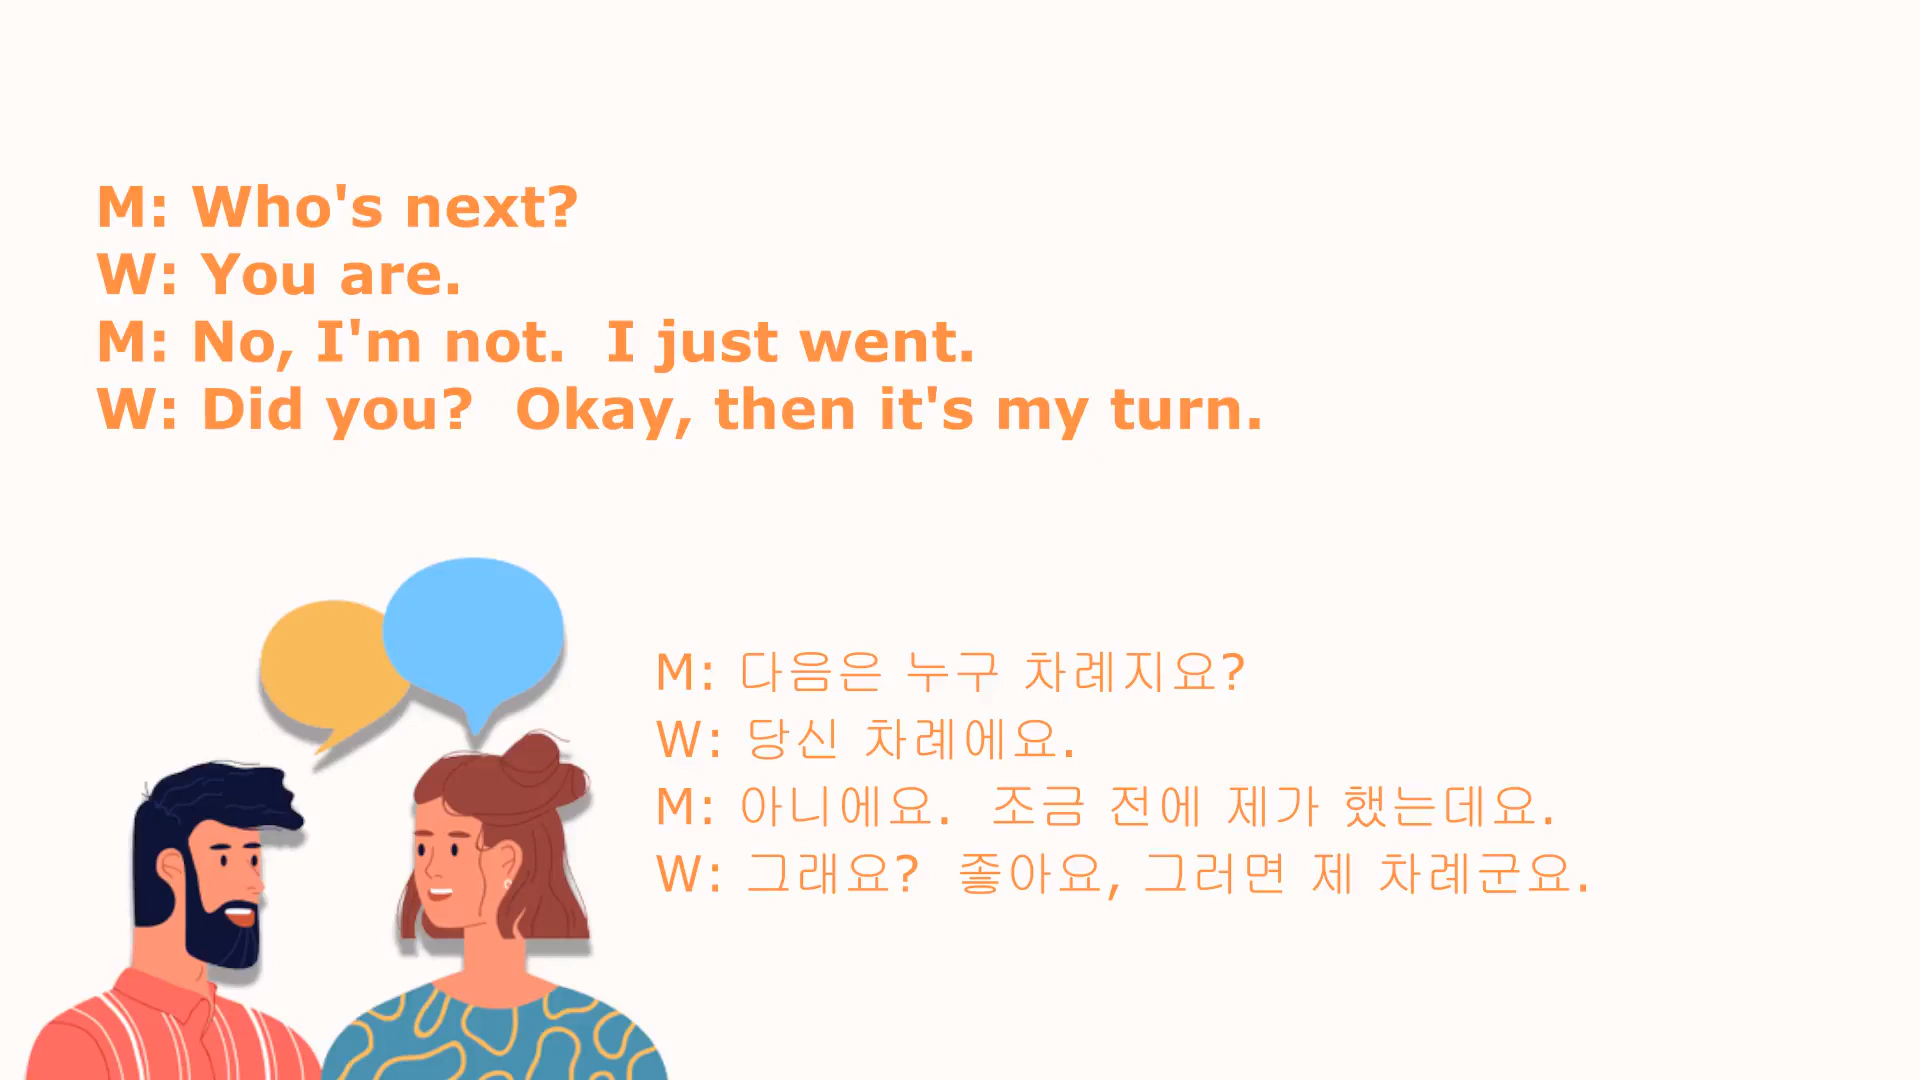 M: Who's next?
W: You are.
M: No, I'm not.  I just went.
W: Did you?  Okay, then it's my turn.
M: 다음은 누구 차례지요?
W: 당신 차례에요.
M: 아니에요.  조금 전에 제가 했는데요.
W: 그래요?  좋아요, 그러면 제 차례군요.